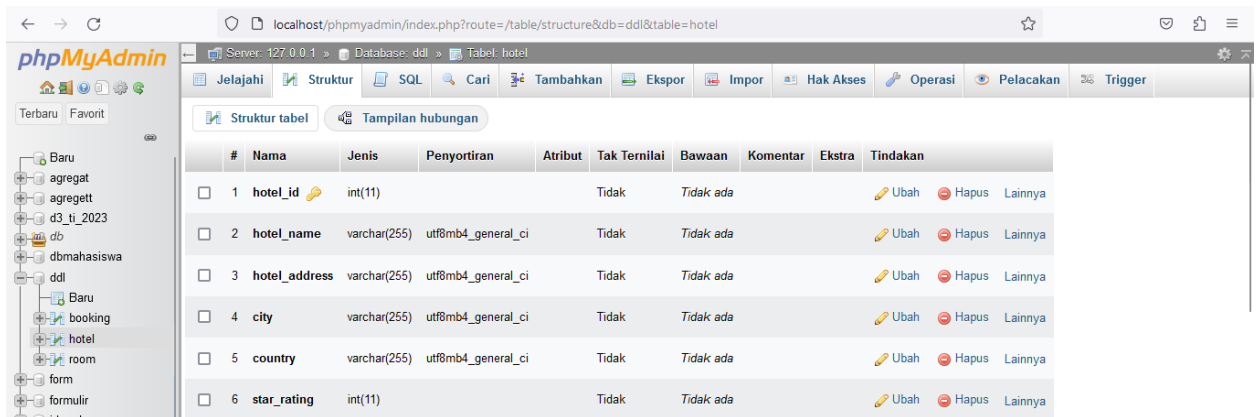 localhost/phpmyadmin/index.php?route=/table/structure&db=ddl&table=hotel
phpMyAdmin
Terbaru Favorit
Baru
agregat
agregett
d3_ti_2023
db
dbmahasiswa
ddl
Baru
booking
hotel
room
form
formulir
Server: 127.0.0.1 » Database: ddl » Tabel: hotel
Jelajahi Struktur SQL Cari Tambahkan Ekspor Impor Hak Akses Operasi Pelacakan Trigger
Struktur tabel Tampilan hubungan
# Nama Jenis Penyortiran Atribut Tak Ternilai Bawaan Komentar Ekstra Tindakan
1 hotel_id int(11) Tidak Tidak ada Ubah Hapus Lainnya
2 hotel_name varchar(255) utf8mb4_general_ci Tidak Tidak ada Ubah Hapus Lainnya
3 hotel_address varchar(255) utf8mb4_general_ci Tidak Tidak ada Ubah Hapus Lainnya
4 city varchar(255) utf8mb4_general_ci Tidak Tidak ada Ubah Hapus Lainnya
5 country varchar(255) utf8mb4_general_ci Tidak Tidak ada Ubah Hapus Lainnya
6 star_rating int(11) Tidak Tidak ada Ubah Hapus Lainnya